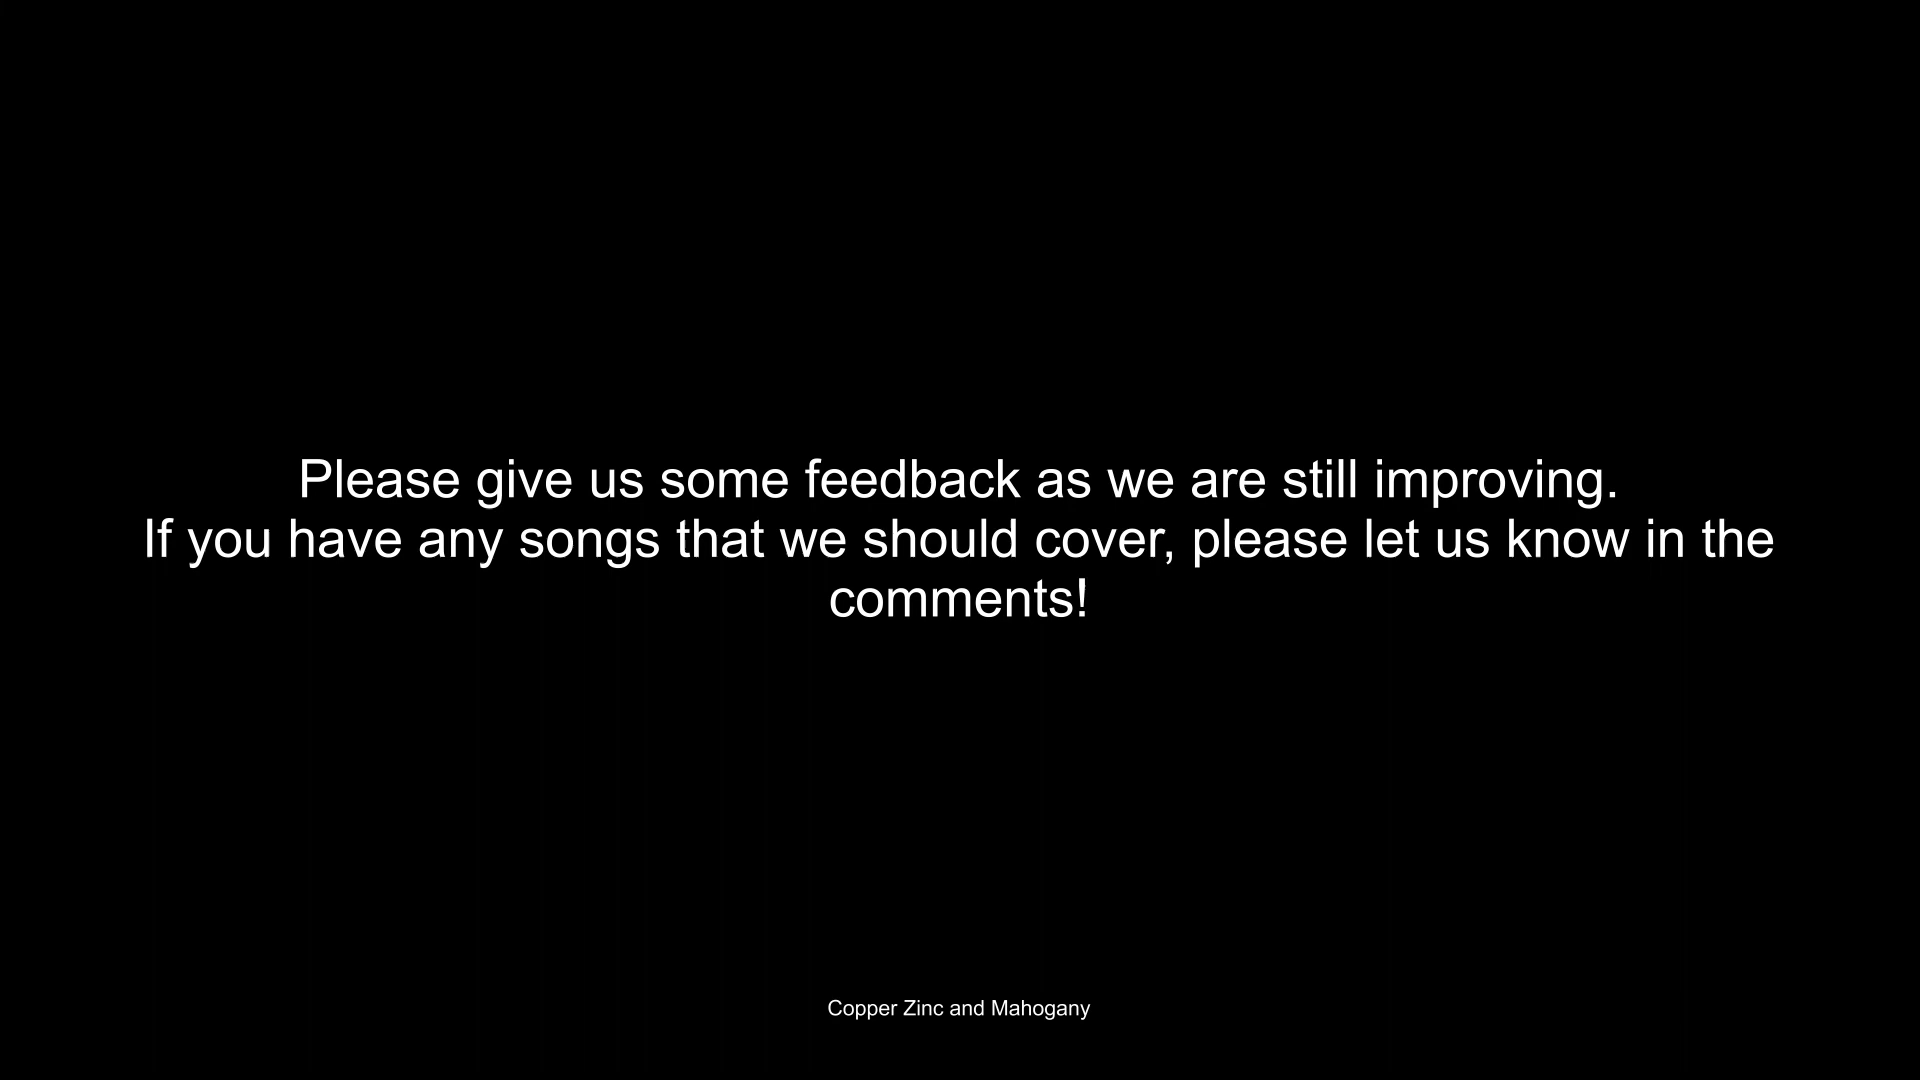 Please give us some feedback as we are still improving.
If you have any songs that we should cover, please let us know in the
comments!
Copper Zinc and Mahogany